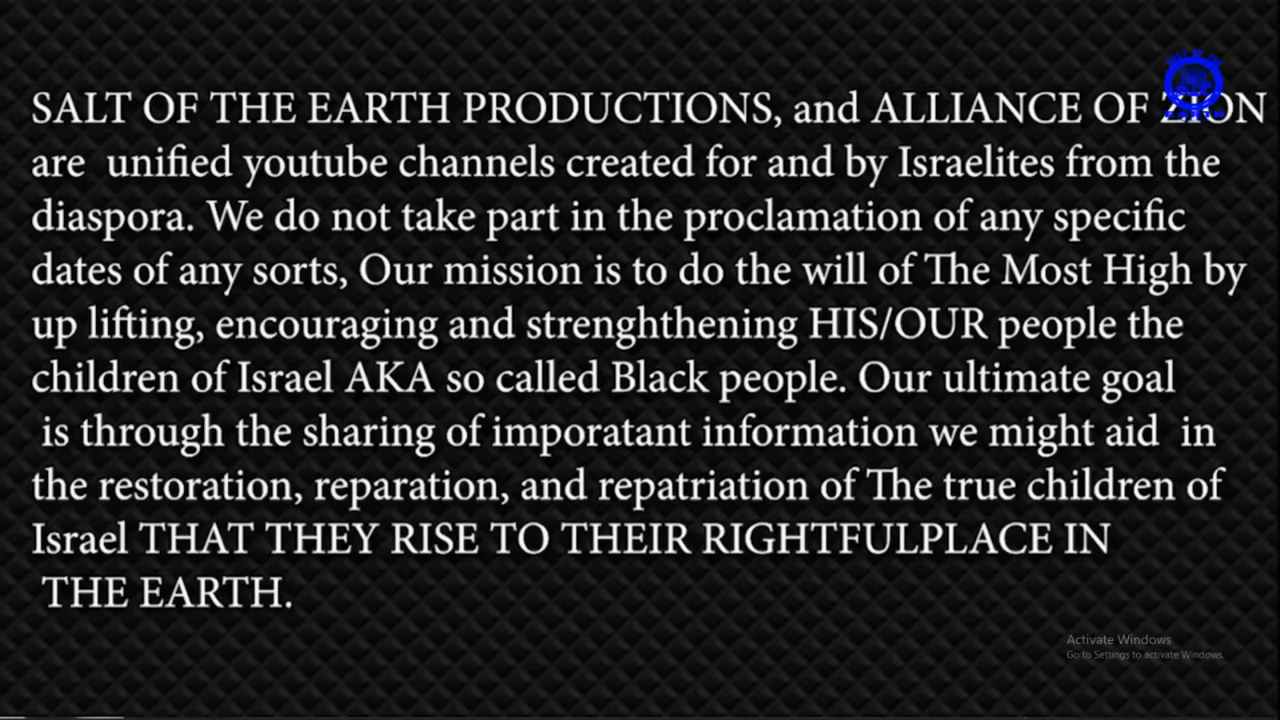 SALT OF THE EARTH PRODUCTIONS, and ALLIANCE OF ZION
are unified youtube channels created for and by Israelites from the
diaspora. We do not take part in the proclamation of any specific
dates of any sorts, Our mission is to do the will of The Most High by
up lifting, encouraging and strenghthening HIS/OUR people the
children of Israel AKA so called Black people. Our ultimate goal
is through the sharing of imporatant information we might aid in
the restoration, reparation, and repatriation of The true children of
Israel THAT THEY RISE TO THEIR RIGHTFULPLACE IN
THE EARTH.
Activate Windows
Go to Settings to activate Windows.